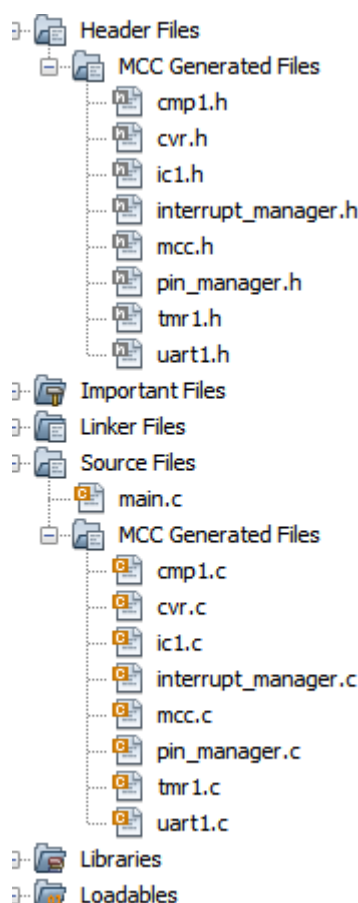 Header Files
MCC Generated Files
cmp1.h
cvr.h
ic1.h
interrupt_manager.h
mcc.h
pin_manager.h
tmr1.h
uart1.h
Important Files
Linker Files
Source Files
main.c
MCC Generated Files
cmp1.c
cvr.c
ic1.c
interrupt_manager.c
mcc.c
pin_manager.c
tmr1.c
uart1.c
Libraries
Loadables